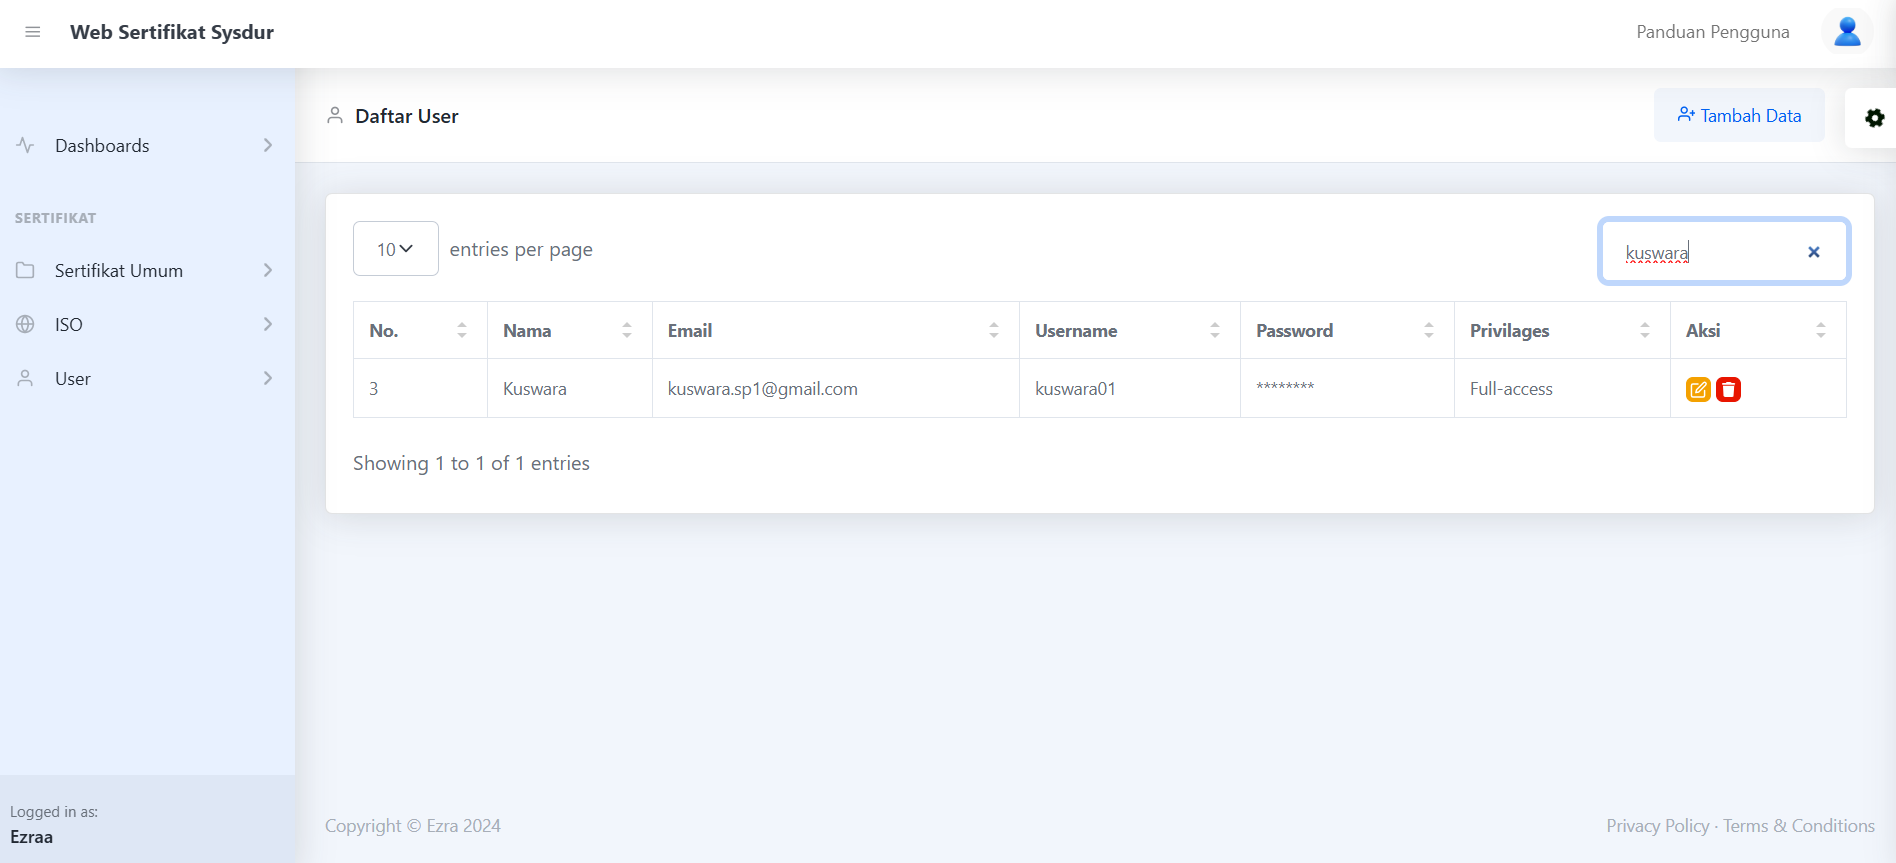 Web Sertifikat Sysdur
Panduan Pengguna
Dashboards
SERTIFIKAT
Sertifikat Umum
ISO
User
Logged in as:
Ezraa
Daftar User
Tambah Data
10 entries per page
kuswara
No. Nama Email Username Password Privilages Aksi
3 Kuswara kuswara.sp1@gmail.com kuswara01 ******** Full-access
Showing 1 to 1 of 1 entries
Copyright © Ezra 2024
Privacy Policy · Terms & Conditions